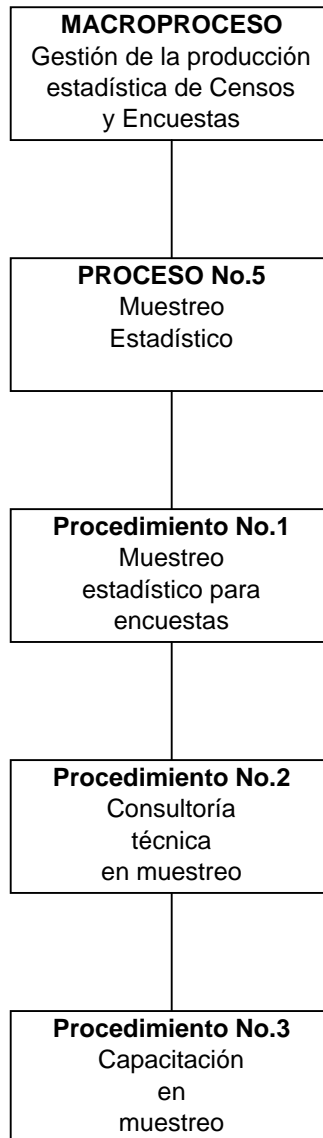 MACROPROCESO
Gestión de la producción
estadística de Censos
y Encuestas
PROCESO No.5
Muestreo
Estadístico
Procedimiento No.1
Muestreo
estadístico para
encuestas
Procedimiento No.2
Consultoría
técnica
en muestreo
Procedimiento No.3
Capacitación
en
muestreo